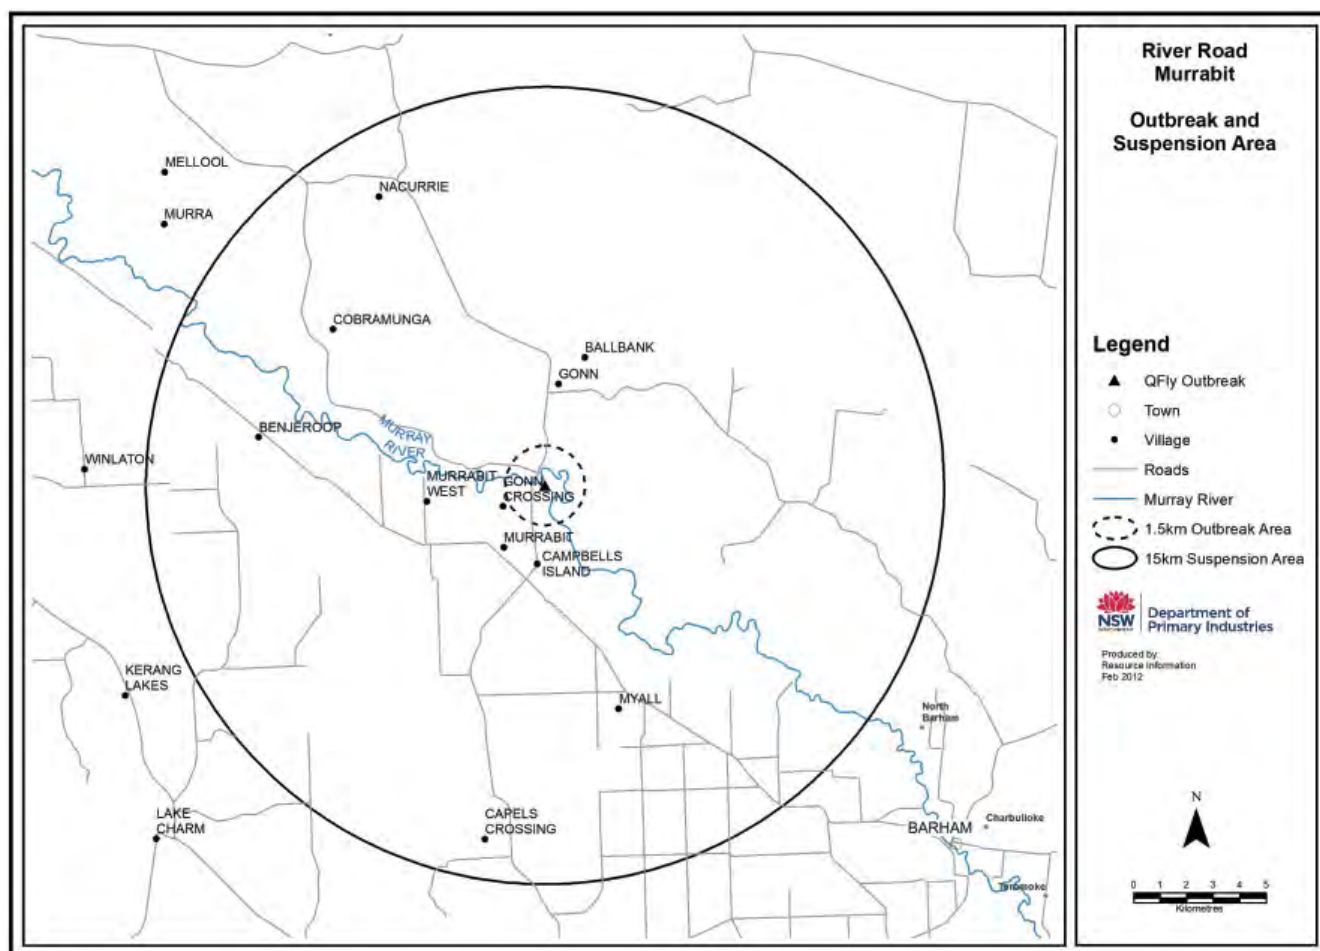 River Road
Murrabit
Outbreak and
Suspension Area
MELLOOL
NACURRIE
MURRA
COBRAMUNGA
BALLBANK
GONN
BENJEROOP
MURRAY
RIVER
WINLATON
MURRABIT
WEST
GONN
CROSSING
MURRABIT
CAMPBELLS
ISLAND
KERANG
LAKES
MYALL
North
Barham
LAKE
CHARM
CAPELS
CROSSING
BARHAM
Charbulloke
Legend
QFly Outbreak
Town
Village
Roads
Murray River
1.5km Outbreak Area
15km Suspension Area
NSW
Department of
Primary Industries
Produced by:
Resource Information
Feb 2012
N
0 1 2 3 4 5
Kilometres